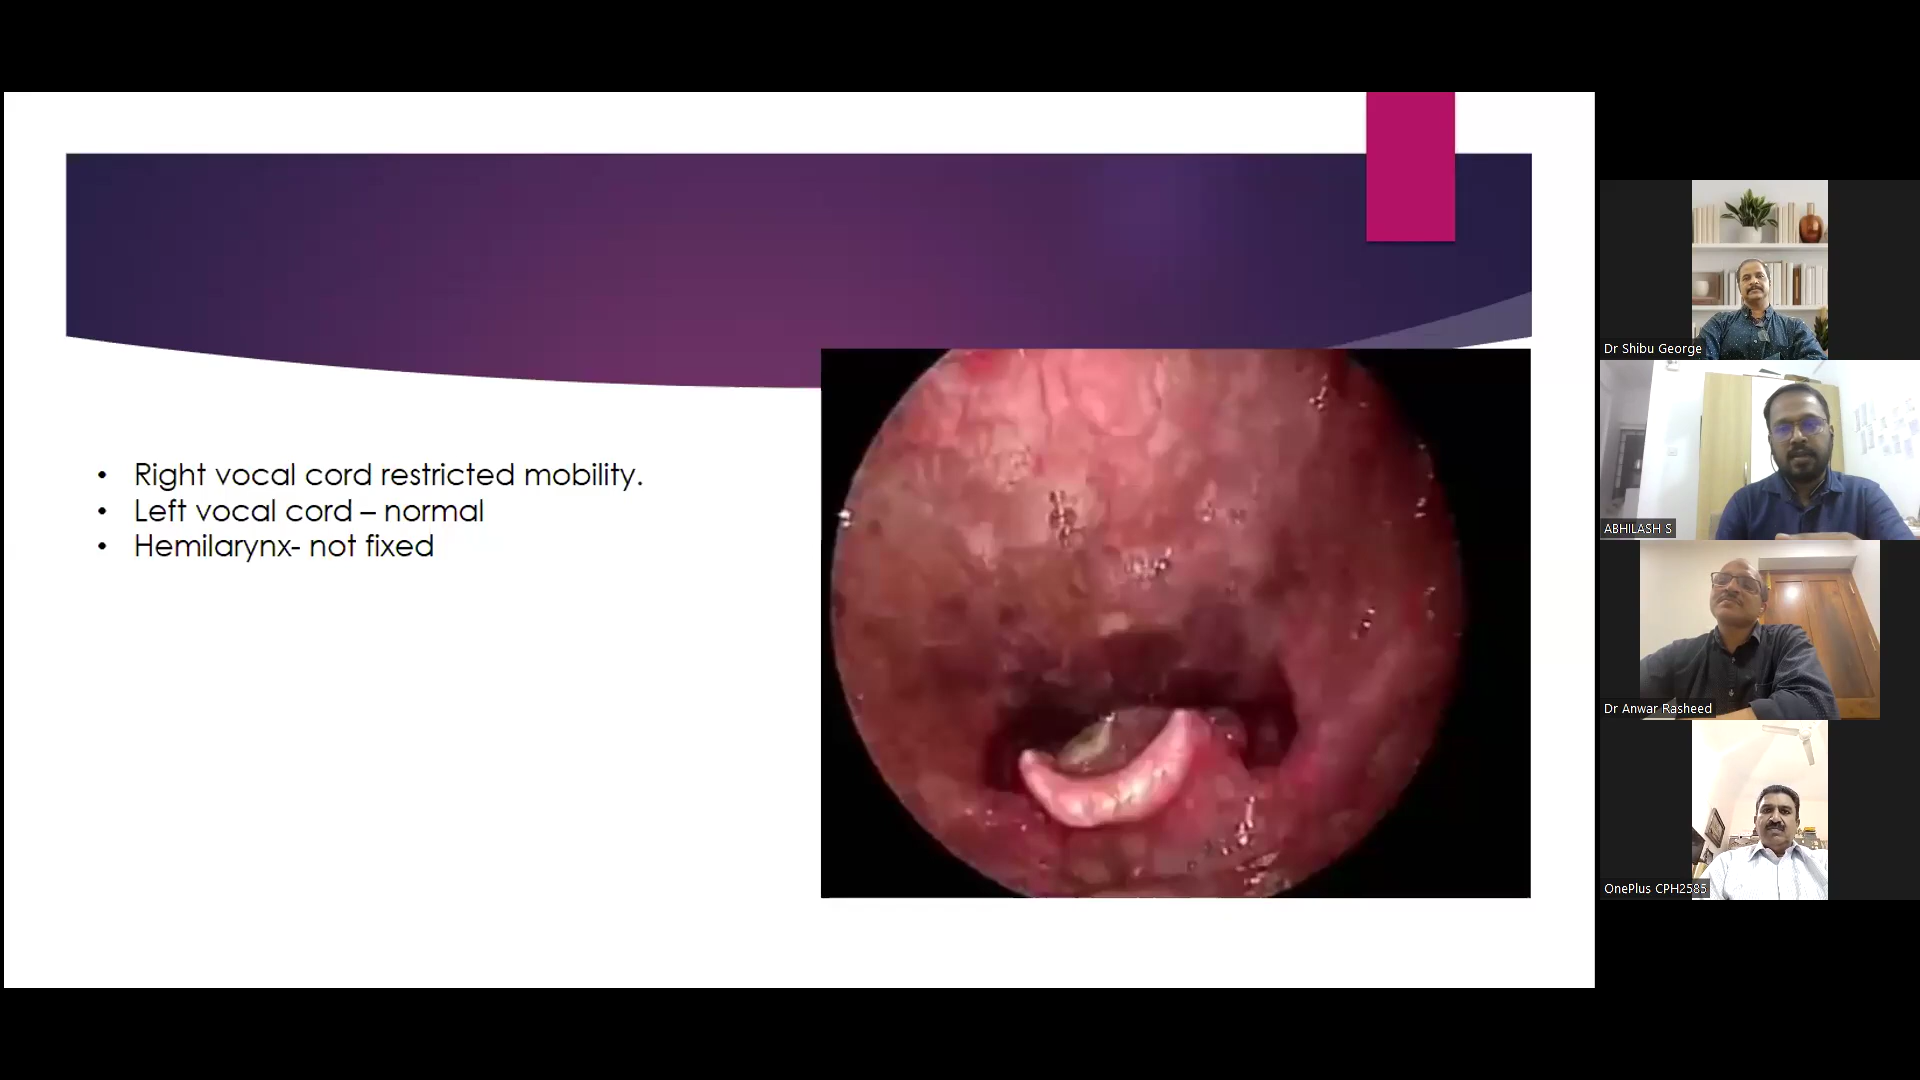 • Right vocal cord restricted mobility.
• Left vocal cord – normal
• Hemilarynx- not fixed
Dr Shibu George
ABHILASH S
Dr Anwar Rasheed
OnePlus CPH2585